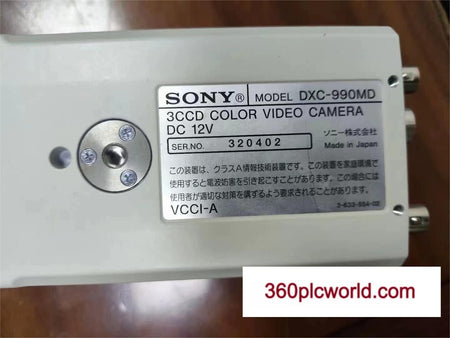 SONY® MODEL DXC-990MD
3CCD COLOR VIDEO CAMERA
DC 12V ソニー株式会社
SER.NO. 320402 Made in Japan
この装置は、クラスA情報技術装置です。この装置を家庭環境で
使用すると電波妨害を引き起こすことがあります。この場合には
使用者が適切な対策を講ずるよう要求されることがあります。
VCCI-A 3-633-554-02
360plcworld.com